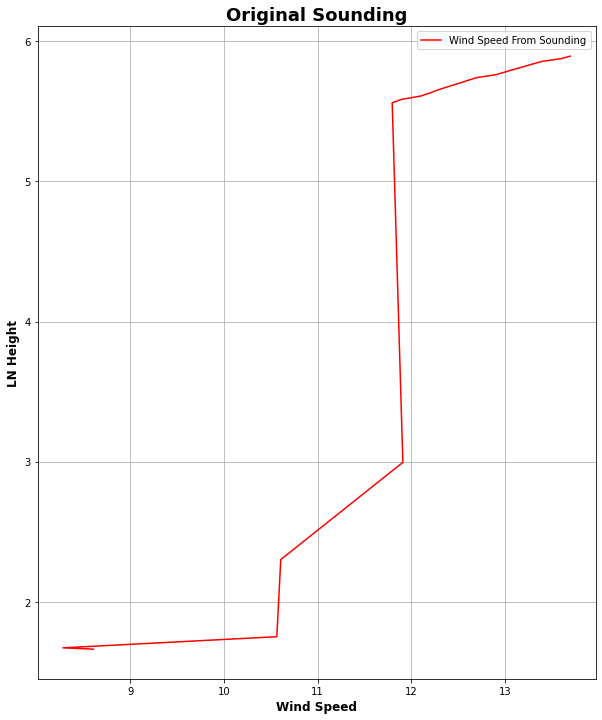 Original Sounding
Wind Speed From Sounding
6
5
4
3
2
LN Height
9 10 11 12 13
Wind Speed